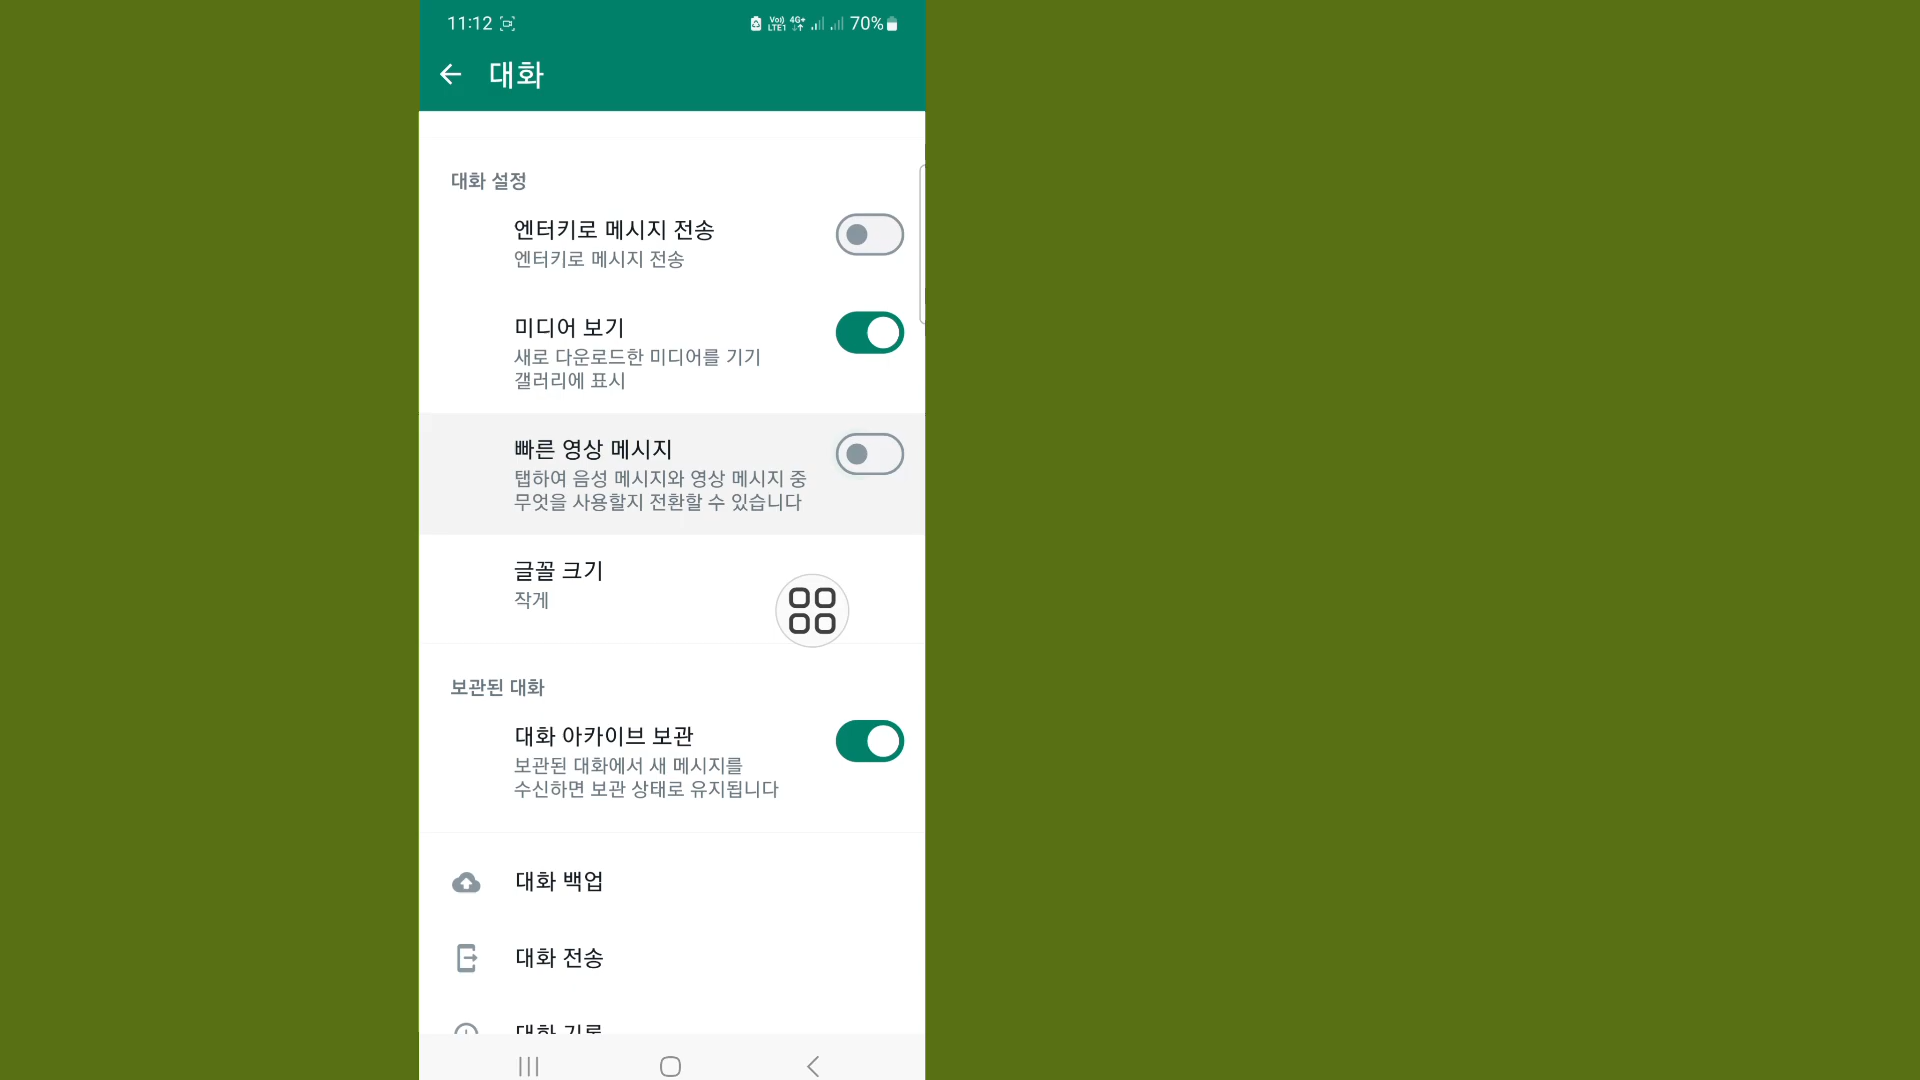 11:12
Vo)) LTE1 4G+ 70%
대화
대화 설정
엔터키로 메시지 전송
엔터키로 메시지 전송
미디어 보기
새로 다운로드한 미디어를 기기
갤러리에 표시
빠른 영상 메시지
탭하여 음성 메시지와 영상 메시지 중
무엇을 사용할지 전환할 수 있습니다
글꼴 크기
작게
보관된 대화
대화 아카이브 보관
보관된 대화에서 새 메시지를
수신하면 보관 상태로 유지됩니다
대화 백업
대화 전송
대화 기록